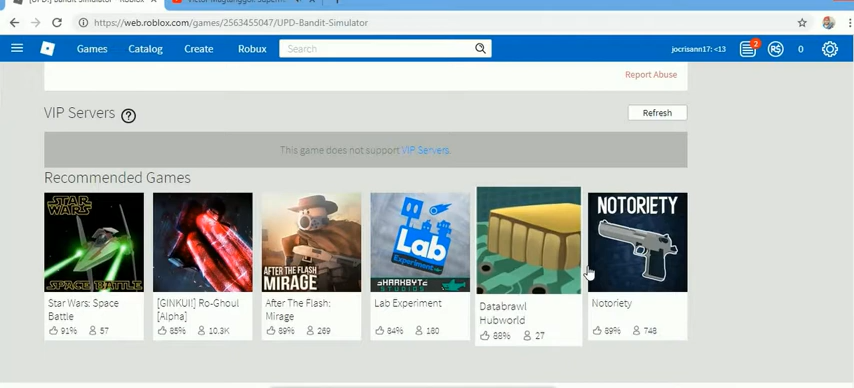 https://web.roblox.com/games/2563455047/UPD-Bandit-Simulator
Games Catalog Create Robux Search jocrisann17: <13 2 R$ 0
Report Abuse
VIP Servers ? Refresh
This game does not support VIP Servers.
Recommended Games
STAR WARS
SPACE BATTLE
AFTER THE FLASH
MIRAGE
Lab
Experiment
SHARKBYTE
STUDIOS
NOTORIETY
Star Wars: Space
Battle
91% 57
[GINKUI!] Ro-Ghoul
[Alpha]
85% 10.3K
After The Flash:
Mirage
89% 269
Lab Experiment
84% 180
Databrawl
Hubworld
88% 27
Notoriety
89% 748